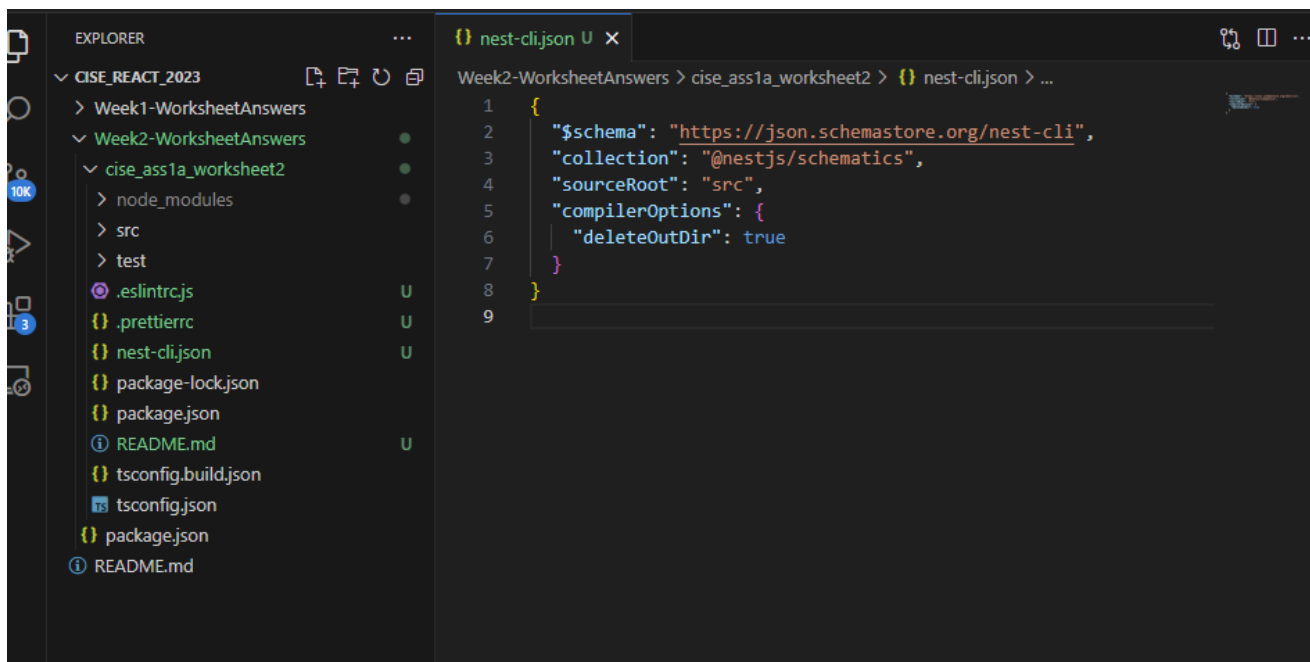 EXPLORER
...
CISE_REACT_2023
Week1-WorksheetAnswers
Week2-WorksheetAnswers
cise_ass1a_worksheet2
node_modules
src
test
.eslintrc.js U
.prettierrc U
nest-cli.json U
package-lock.json
package.json
README.md U
tsconfig.build.json
TS tsconfig.json
package.json
README.md
10K
3
{} nest-cli.json U
Week2-WorksheetAnswers > cise_ass1a_worksheet2 > {} nest-cli.json > ...
1 {
2 "$schema": "https://json.schemastore.org/nest-cli",
3 "collection": "@nestjs/schematics",
4 "sourceRoot": "src",
5 "compilerOptions": {
6 "deleteOutDir": true
7 }
8 }
9